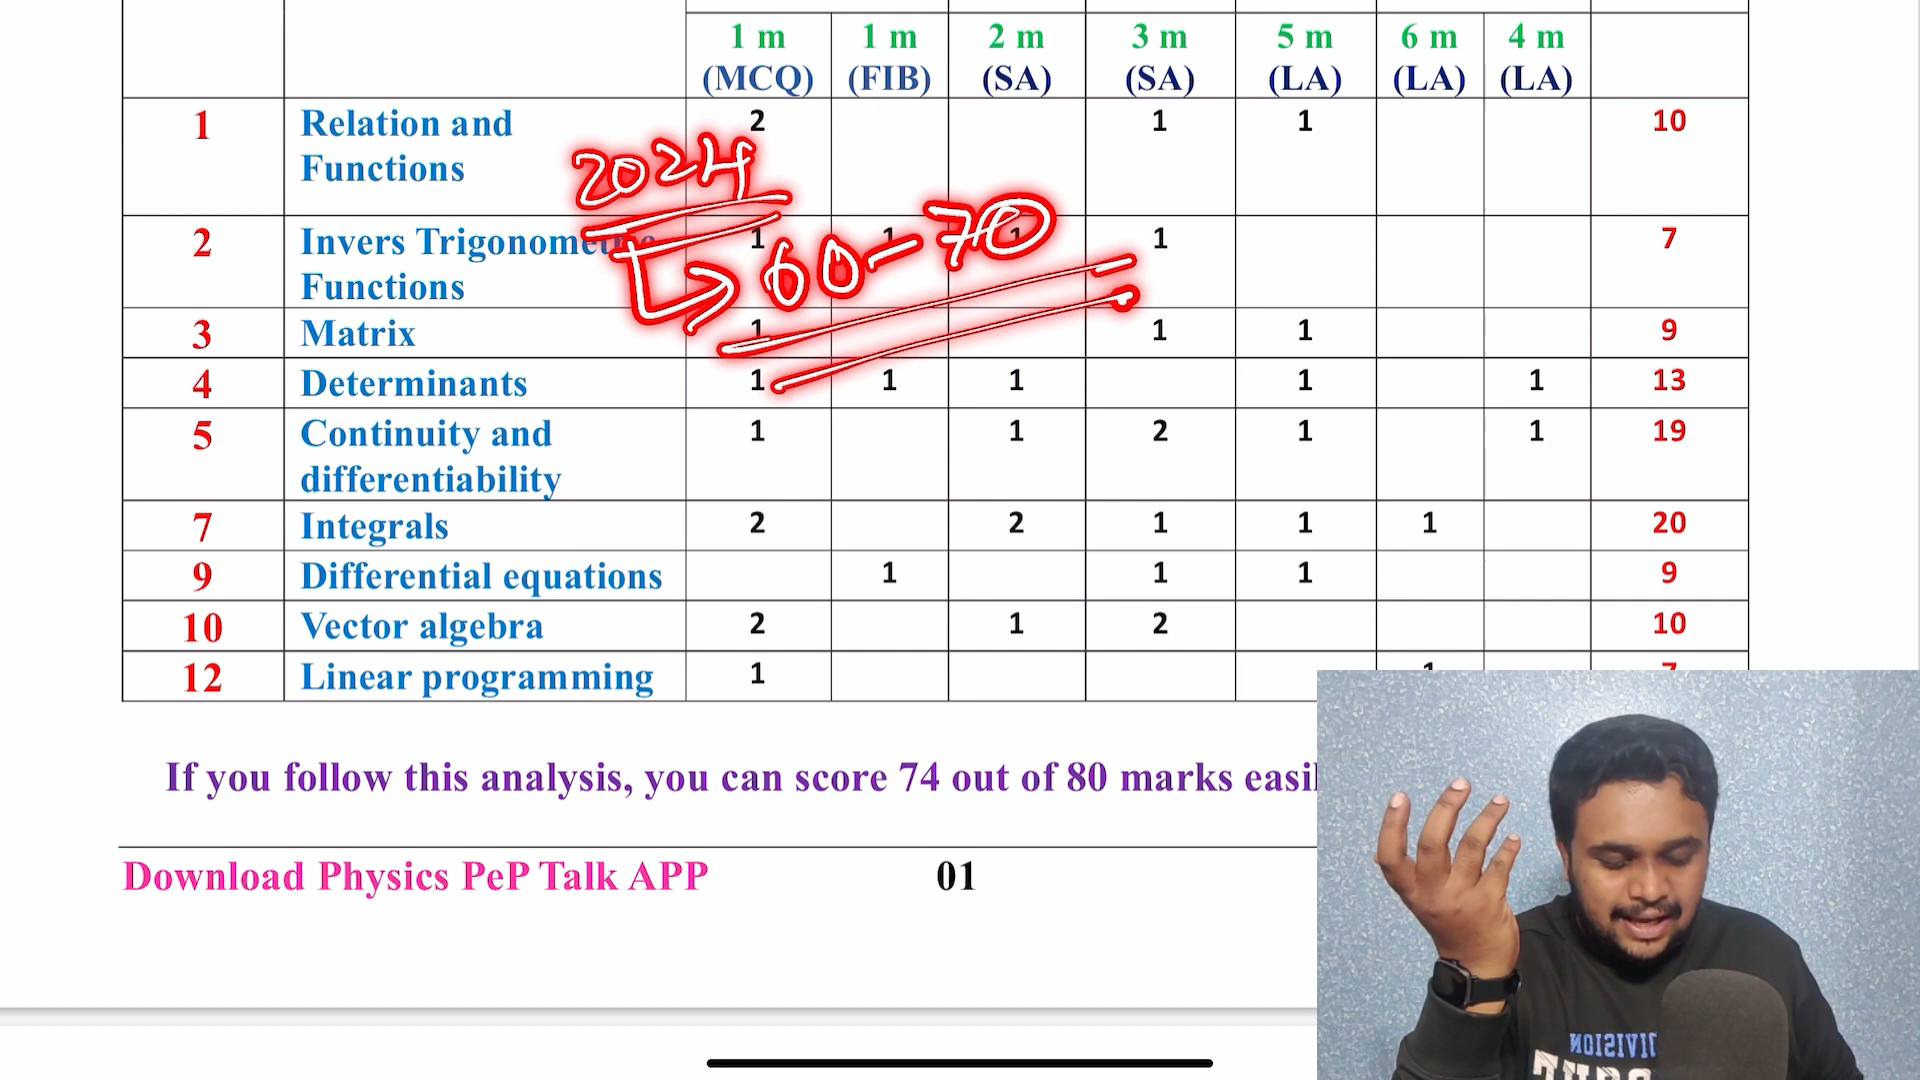 1 m 1 m 2 m 3 m 5 m 6 m 4 m
(MCQ) (FIB) (SA) (SA) (LA) (LA) (LA)
1 Relation and 2 1 1 10
Functions
2024
2 Invers Trigonometric 1 1 1 1 7
60-70
Functions
3 Matrix 1 1 1 9
4 Determinants 1 1 1 1 1 13
5 Continuity and 1 1 2 1 1 19
differentiability
7 Integrals 2 2 1 1 1 20
9 Differential equations 1 1 1 9
10 Vector algebra 2 1 2 10
12 Linear programming 1 1 7
If you follow this analysis, you can score 74 out of 80 marks easil
Download Physics PeP Talk APP 01
DIVISION